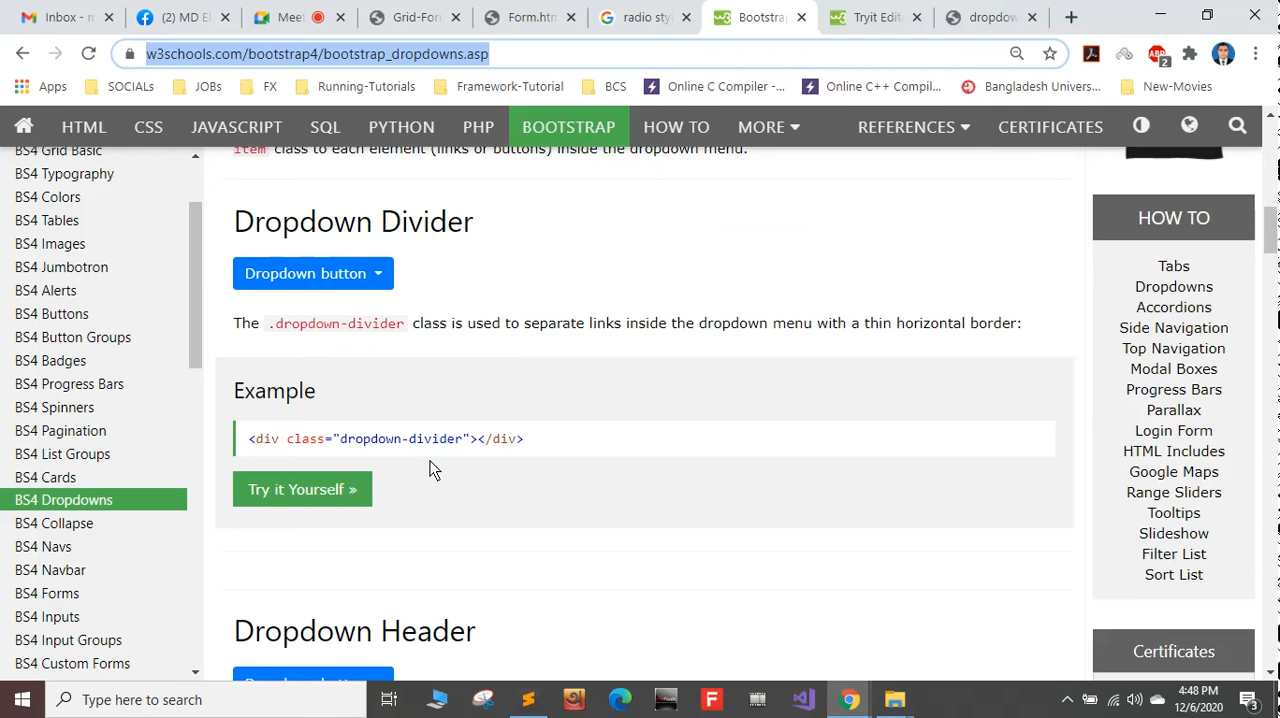 Inbox - n
(2) MD El
Meet
Grid-For
Form.htm
radio styl
Bootstra
Tryit Edit
dropdow
w3schools.com/bootstrap4/bootstrap_dropdowns.asp
Apps
SOCIALs
JOBs
FX
Running-Tutorials
Framework-Tutorial
BCS
Online C Compiler -...
Online C++ Compil...
Bangladesh Univers...
New-Movies
HTML
CSS
JAVASCRIPT
SQL
PYTHON
PHP
BOOTSTRAP
HOW TO
MORE
REFERENCES
CERTIFICATES
BS4 Grid Basic
BS4 Typography
BS4 Colors
BS4 Tables
BS4 Images
BS4 Jumbotron
BS4 Alerts
BS4 Buttons
BS4 Button Groups
BS4 Badges
BS4 Progress Bars
BS4 Spinners
BS4 Pagination
BS4 List Groups
BS4 Cards
BS4 Dropdowns
BS4 Collapse
BS4 Navs
BS4 Navbar
BS4 Forms
BS4 Inputs
BS4 Input Groups
BS4 Custom Forms
item class to each element (links or buttons) inside the dropdown menu.
Dropdown Divider
Dropdown button
The .dropdown-divider class is used to separate links inside the dropdown menu with a thin horizontal border:
Example
<div class="dropdown-divider"></div>
Try it Yourself »
Dropdown Header
HOW TO
Tabs
Dropdowns
Accordions
Side Navigation
Top Navigation
Modal Boxes
Progress Bars
Parallax
Login Form
HTML Includes
Google Maps
Range Sliders
Tooltips
Slideshow
Filter List
Sort List
Certificates
Type here to search
4:48 PM
12/6/2020